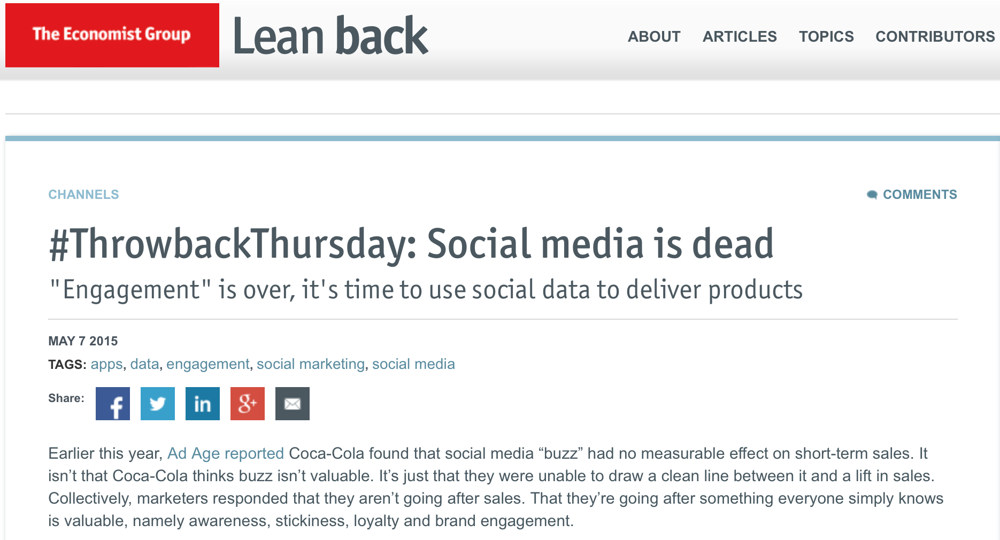 The Economist Group
Lean back
ABOUT ARTICLES TOPICS CONTRIBUTORS
CHANNELS
COMMENTS
#ThrowbackThursday: Social media is dead
"Engagement" is over, it's time to use social data to deliver products
MAY 7 2015
TAGS: apps, data, engagement, social marketing, social media
Share:
f
in
g+
Earlier this year, Ad Age reported Coca-Cola found that social media “buzz” had no measurable effect on short-term sales. It
isn’t that Coca-Cola thinks buzz isn’t valuable. It’s just that they were unable to draw a clean line between it and a lift in sales.
Collectively, marketers responded that they aren’t going after sales. That they’re going after something everyone simply knows
is valuable, namely awareness, stickiness, loyalty and brand engagement.